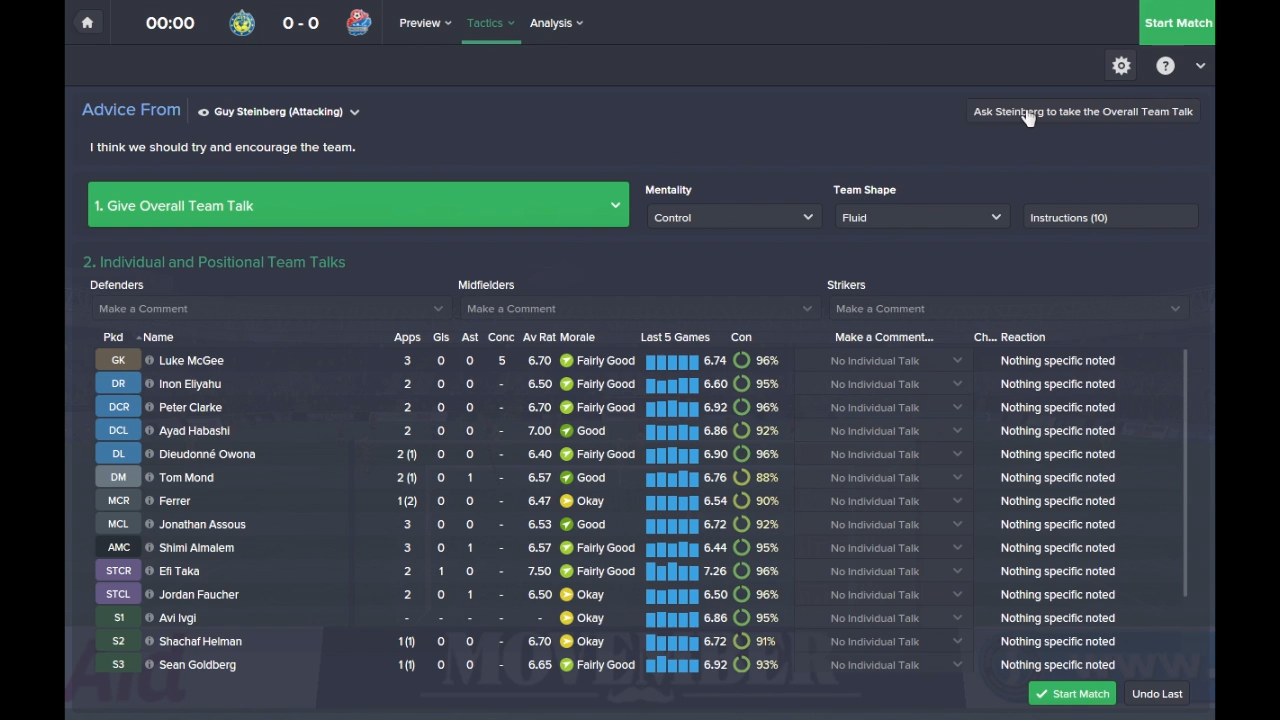 00:00 0 - 0 Preview Tactics Analysis Start Match
?
Advice From Guy Steinberg (Attacking) Ask Steinberg to take the Overall Team Talk
I think we should try and encourage the team.
Mentality Team Shape
1. Give Overall Team Talk Control Fluid Instructions (10)
2. Individual and Positional Team Talks
Defenders Midfielders Strikers
Make a Comment Make a Comment Make a Comment
Pkd Name Apps Gls Ast Conc Av Rat Morale Last 5 Games Con Make a Comment... Ch... Reaction
GK Luke McGee 3 0 0 5 6.70 Fairly Good 6.74 96% No Individual Talk Nothing specific noted
DR Inon Eliyahu 2 0 0 - 6.50 Fairly Good 6.60 95% No Individual Talk Nothing specific noted
DCR Peter Clarke 2 0 0 - 6.70 Fairly Good 6.92 96% No Individual Talk Nothing specific noted
DCL Ayad Habashi 2 0 0 - 7.00 Good 6.86 92% No Individual Talk Nothing specific noted
DL Dieudonné Owona 2 (1) 0 0 - 6.40 Fairly Good 6.90 96% No Individual Talk Nothing specific noted
DM Tom Mond 2 (1) 0 1 - 6.57 Good 6.76 88% No Individual Talk Nothing specific noted
MCR Ferrer 1 (2) 0 0 - 6.47 Okay 6.54 90% No Individual Talk Nothing specific noted
MCL Jonathan Assous 3 0 0 - 6.53 Good 6.72 92% No Individual Talk Nothing specific noted
AMC Shimi Almalem 3 0 1 - 6.57 Fairly Good 6.44 95% No Individual Talk Nothing specific noted
STCR Efi Taka 2 1 0 - 7.50 Fairly Good 7.26 96% No Individual Talk Nothing specific noted
STCL Jordan Faucher 2 0 1 - 6.50 Okay 6.50 96% No Individual Talk Nothing specific noted
S1 Avi Ivgi - - - - - Okay 6.86 95% No Individual Talk Nothing specific noted
S2 Shachaf Helman 1 (1) 0 0 - 6.70 Okay 6.72 91% No Individual Talk Nothing specific noted
S3 Sean Goldberg 1 (1) 0 0 - 6.65 Fairly Good 6.92 93% No Individual Talk Nothing specific noted
MOVEMBER
Start Match Undo Last